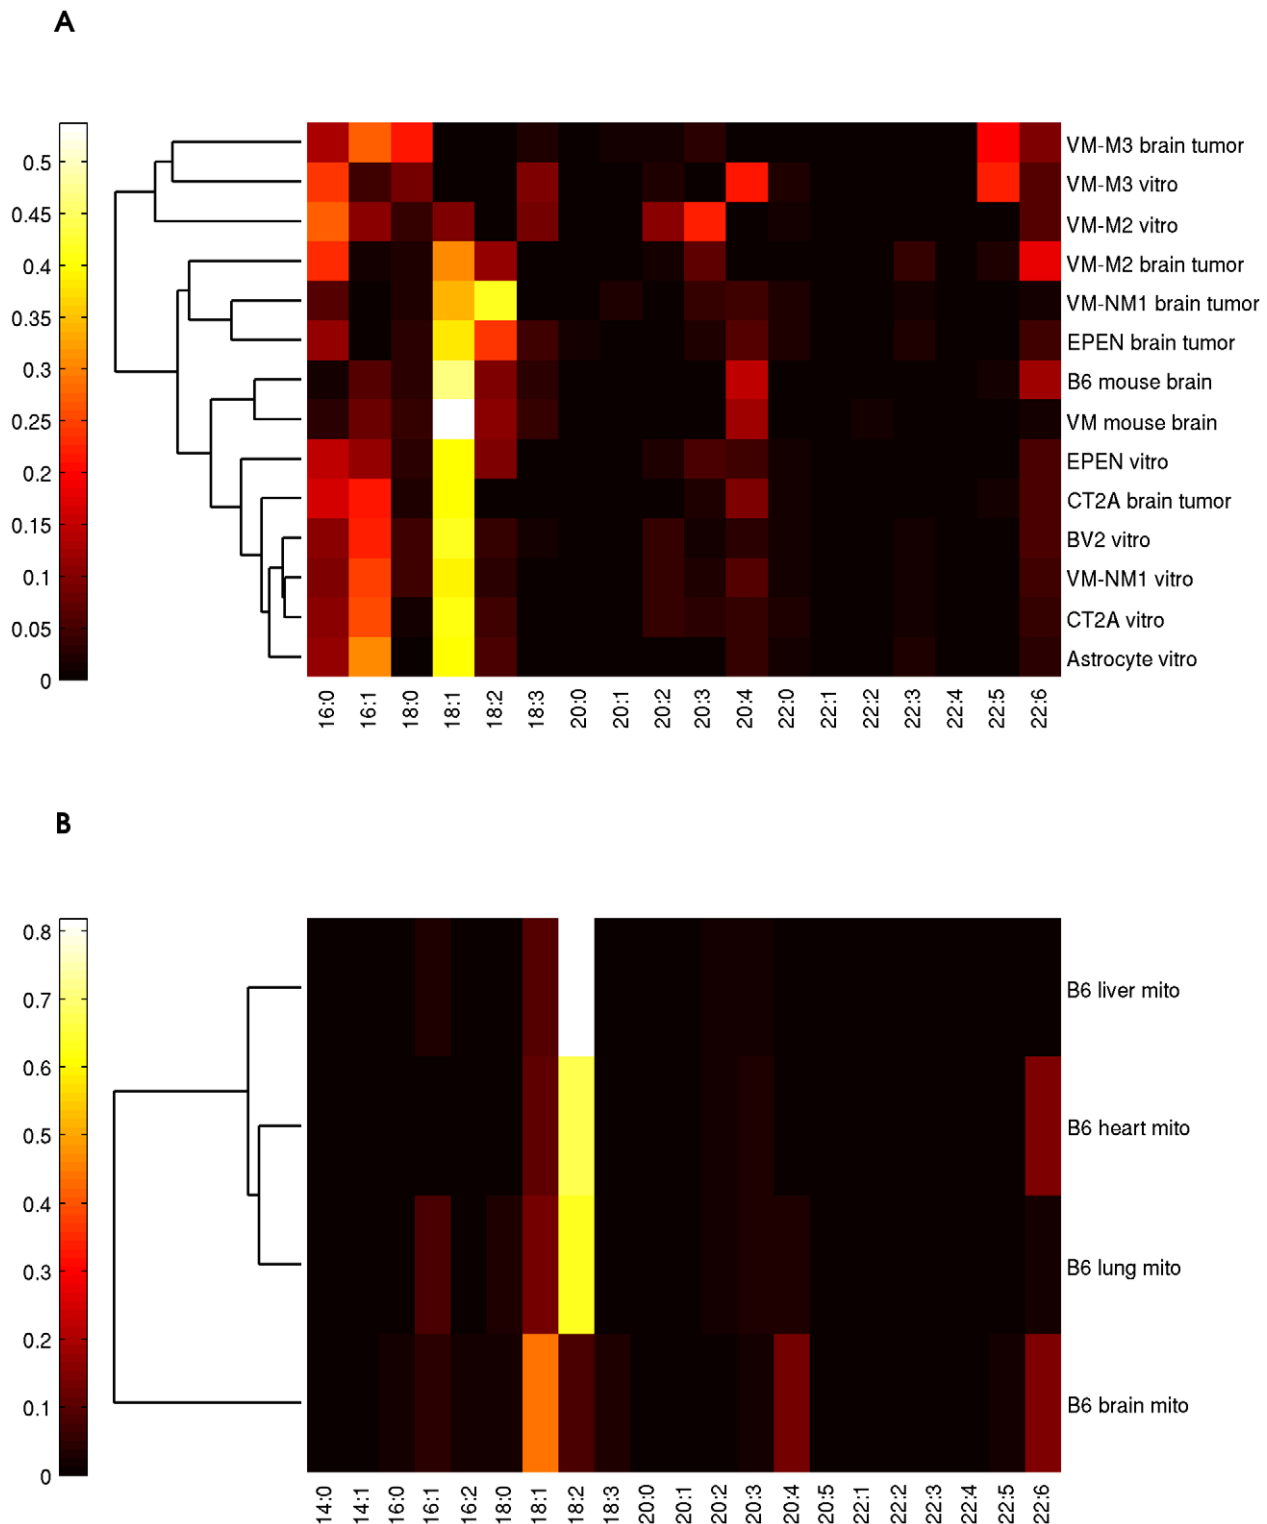 A
0.5
0.45
0.4
0.35
0.3
0.25
0.2
0.15
0.1
0.05
0
VM-M3 brain tumor
VM-M3 vitro
VM-M2 vitro
VM-M2 brain tumor
VM-NM1 brain tumor
EPEN brain tumor
B6 mouse brain
VM mouse brain
EPEN vitro
CT2A brain tumor
BV2 vitro
VM-NM1 vitro
CT2A vitro
Astrocyte vitro
16:0 16:1 18:0 18:1 18:2 18:3 20:0 20:1 20:2 20:3 20:4 22:0 22:1 22:2 22:3 22:4 22:5 22:6
B
0.8
0.7
0.6
0.5
0.4
0.3
0.2
0.1
0
B6 liver mito
B6 heart mito
B6 lung mito
B6 brain mito
14:0 14:1 16:0 16:1 16:2 18:0 18:1 18:2 18:3 20:0 20:1 20:2 20:3 20:4 20:5 22:1 22:2 22:3 22:4 22:5 22:6